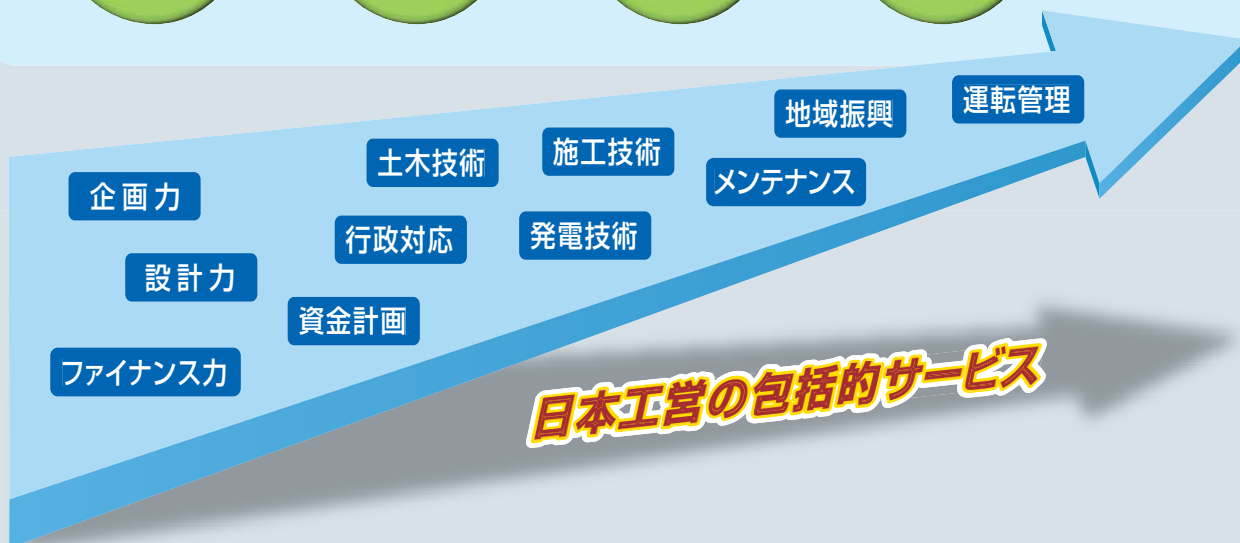 企画力
設計力
ファイナンス力
土木技術
行政対応
資金計画
施工技術
発電技術
地域振興
メンテナンス
運転管理
日本工営の包括的サービス